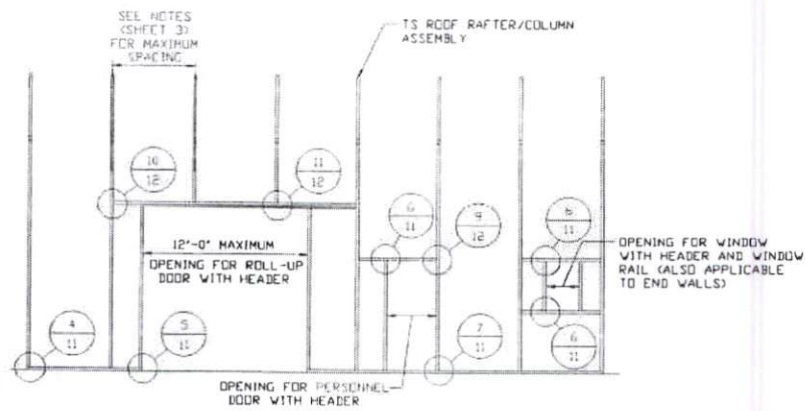 SEE NOTES
(SHEET 3)
FOR MAXIMUM
SPACING
TS ROOF RAFTER/COLUMN
ASSEMBLY
10
12
11
12
6
11
9
12
6
11
12'-0" MAXIMUM
OPENING FOR ROLL-UP
DOOR WITH HEADER
OPENING FOR WINDOW
WITH HEADER AND WINDOW
RAIL (ALSO APPLICABLE
TO END WALLS)
4
11
5
11
7
11
6
11
OPENING FOR PERSONNEL
DOOR WITH HEADER